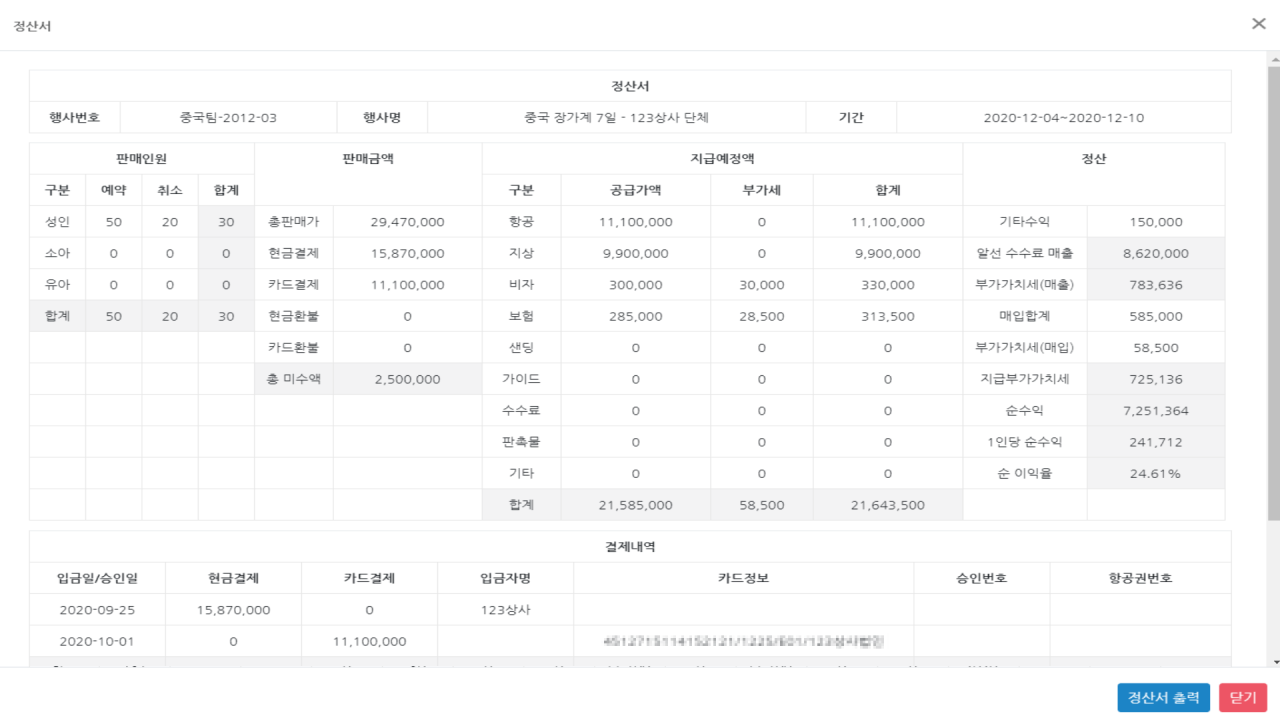 정산서
정산서
행사번호 중국팀-2012-03 행사명 중국 장가계 7일 - 123상사 단체 기간 2020-12-04~2020-12-10
판매인원 판매금액 지급예정액 정산
구분 예약 취소 합계 구분 공급가액 부가세 합계
성인 50 20 30 총판매가 29,470,000 항공 11,100,000 0 11,100,000 기타수익 150,000
소아 0 0 0 현금결제 15,870,000 지상 9,900,000 0 9,900,000 알선 수수료 매출 8,620,000
유아 0 0 0 카드결제 11,100,000 비자 300,000 30,000 330,000 부가가치세(매출) 783,636
합계 50 20 30 현금환불 0 보험 285,000 28,500 313,500 매입합계 585,000
카드환불 0 샌딩 0 0 0 부가가치세(매입) 58,500
총 미수액 2,500,000 가이드 0 0 0 지급부가가치세 725,136
수수료 0 0 0 순수익 7,251,364
판촉물 0 0 0 1인당 순수익 241,712
기타 0 0 0 순 이익율 24.61%
합계 21,585,000 58,500 21,643,500
결제내역
입금일/승인일 현금결제 카드결제 입금자명 카드정보 승인번호 항공권번호
2020-09-25 15,870,000 0 123상사
2020-10-01 0 11,100,000
정산서 출력 닫기